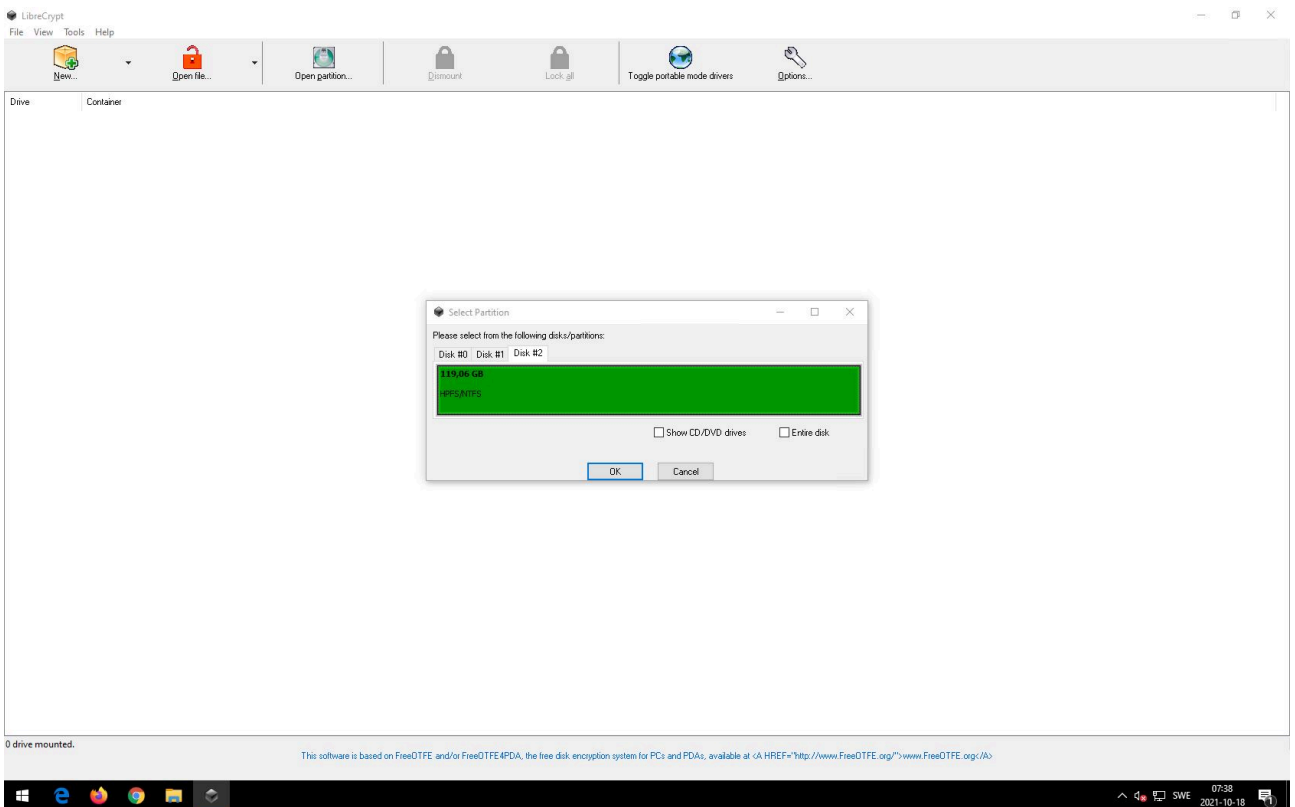 LibreCrypt
File View Tools Help
New... Open file... Open partition... Dismount Lock all Toggle portable mode drivers Options...
Drive Container
Select Partition
Please select from the following disks/partitions:
Disk #0 Disk #1 Disk #2
119,06 GB
HPFS/NTFS
Show CD/DVD drives Entire disk
OK Cancel
0 drive mounted.
This software is based on FreeOTFE and/or FreeOTFE4PDA, the free disk encryption system for PCs and PDAs, available at <A HREF="http://www.FreeOTFE.org/">www.FreeOTFE.org</A>
SWE 07:38
2021-10-18